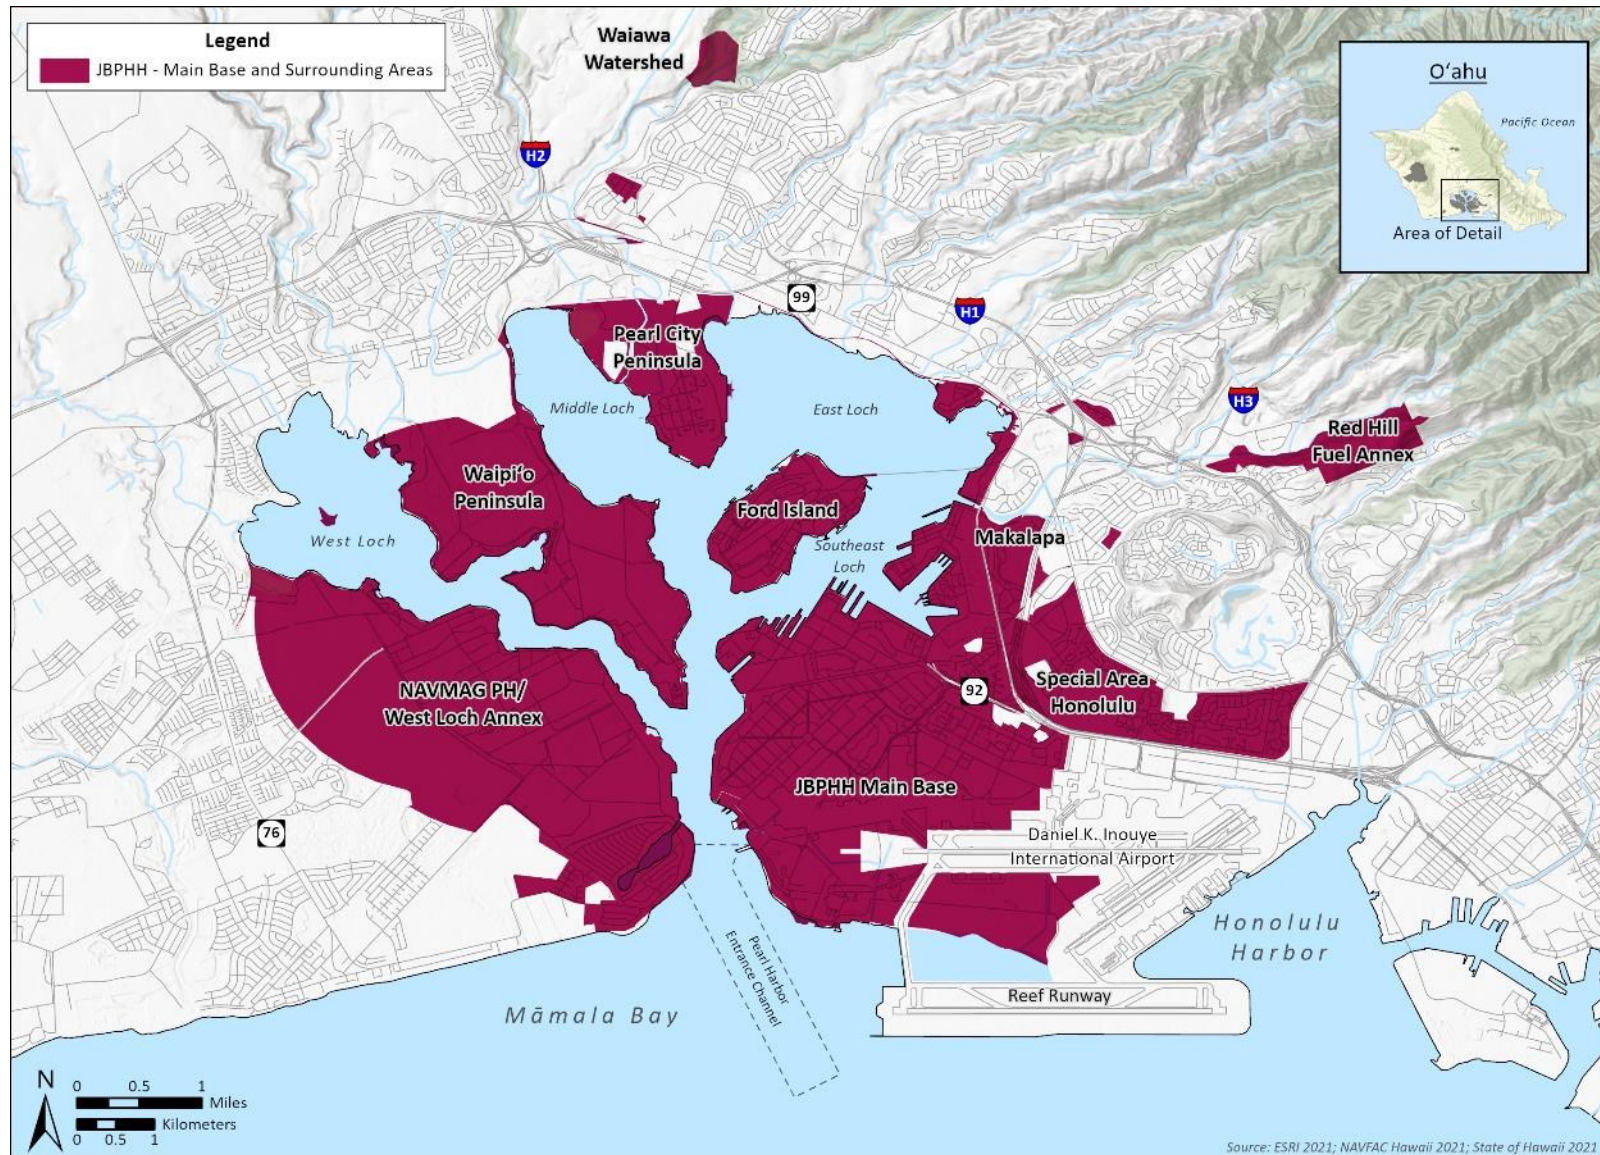 Legend
JBPHH - Main Base and Surrounding Areas
Waiawa
Watershed
OʻahuPacific Ocean
Area of Detail
H2
99
H1
H3
Pearl City
Peninsula
Middle Loch
East Loch
Red Hill
Fuel Annex
Waipiʻo
Peninsula
Ford Island
West Loch
Southeast
Loch
Makalapa
NAVMAG PH/
West Loch Annex
92
Special Area
Honolulu
JBPHH Main Base
76
Daniel K. Inouye
International Airport
Pearl Harbor
Entrance Channel
Honolulu
Harbor
Reef Runway
Māmala Bay
N
0 0.5 1
Miles
Kilometers
0 0.5 1
Source: ESRI 2021; NAVFAC Hawaii 2021; State of Hawaii 2021